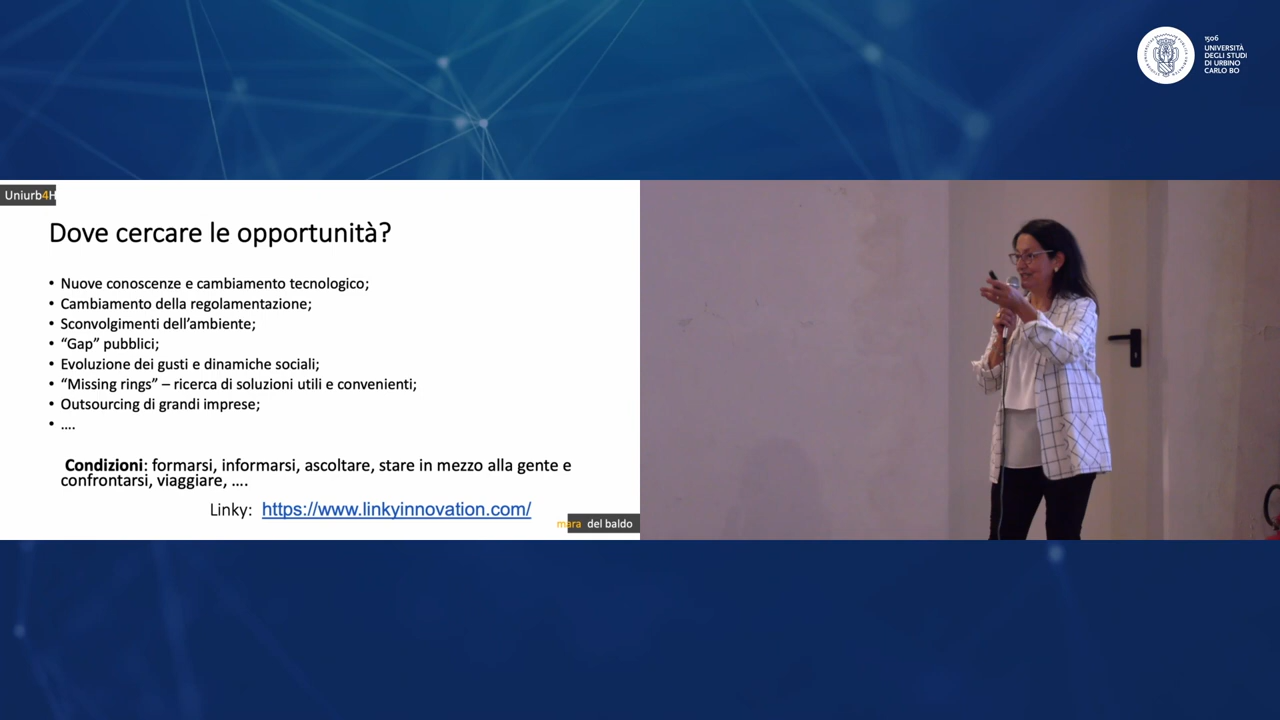 1506
UNIVERSITÀ
DEGLI STUDI
DI URBINO
CARLO BO
Uniurb4H
Dove cercare le opportunità?
• Nuove conoscenze e cambiamento tecnologico;
• Cambiamento della regolamentazione;
• Sconvolgimenti dell’ambiente;
• “Gap” pubblici;
• Evoluzione dei gusti e dinamiche sociali;
• “Missing rings” – ricerca di soluzioni utili e convenienti;
• Outsourcing di grandi imprese;
• ….
Condizioni: formarsi, informarsi, ascoltare, stare in mezzo alla gente e
confrontarsi, viaggiare, ….
Linky: https://www.linkyinnovation.com/
mara del baldo